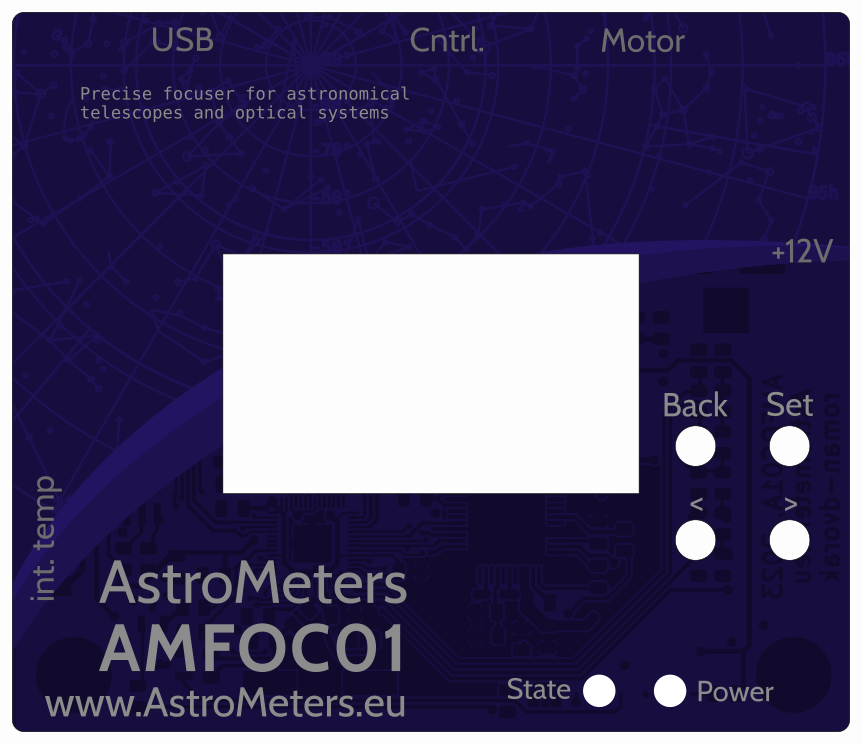 USB
Cntrl.
Motor
Precise focuser for astronomical
telescopes and optical systems
+12V
Back
Set
<
>
int. temp
AstroMeters
AMFOC01
www.AstroMeters.eu
State
Power